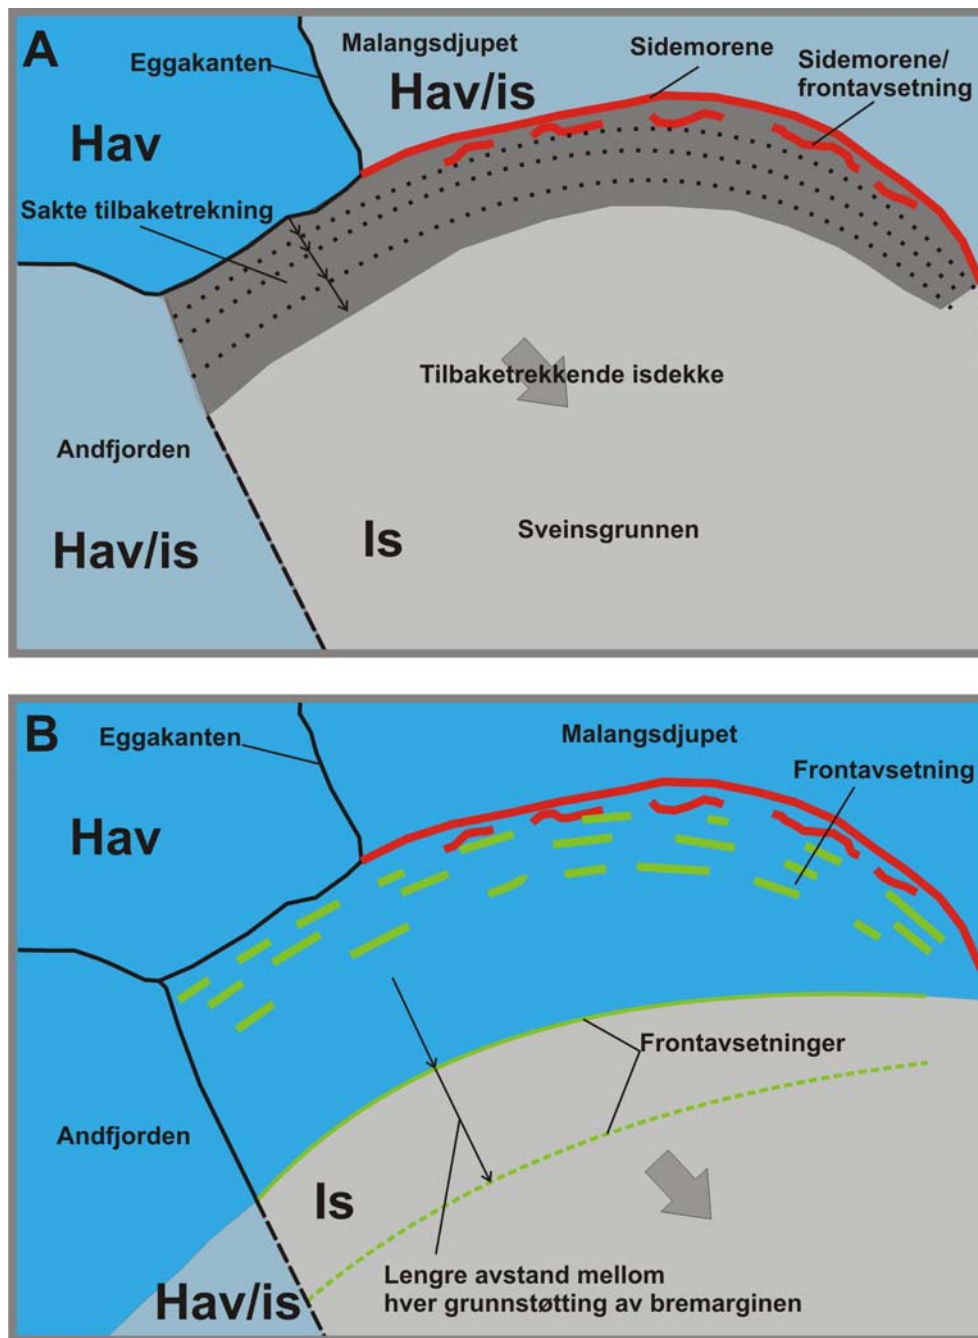 A
Eggakanten
Malangsdjupet
Hav/is
Sidemorene
Sidemorene/
frontavsetning
Hav
Sakte tilbaketrekning
Tilbaketrekkende isdekke
Andfjorden
Hav/is
Is
Sveinsgrunnen
B
Eggakanten
Malangsdjupet
Frontavsetning
Hav
Frontavsetninger
Andfjorden
Is
Lengre avstand mellom
hver grunnstøtting av bremarginen
Hav/is